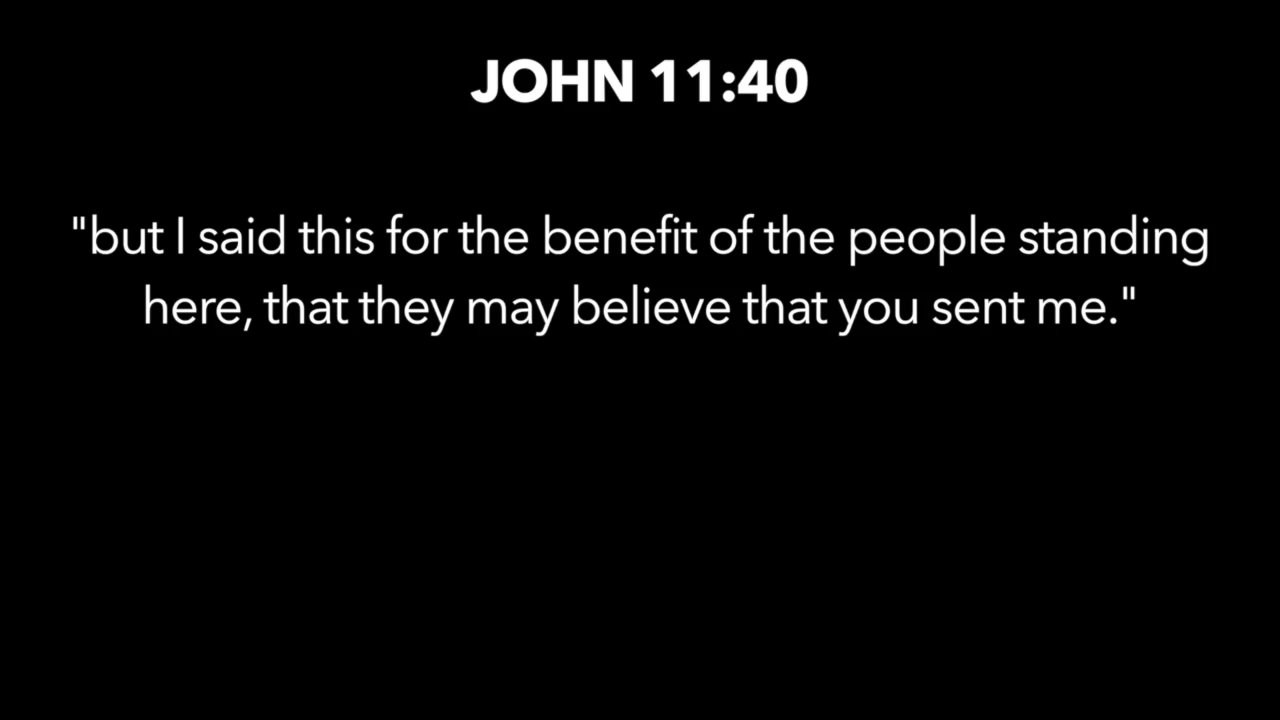 JOHN 11:40
"but I said this for the benefit of the people standing
here, that they may believe that you sent me."